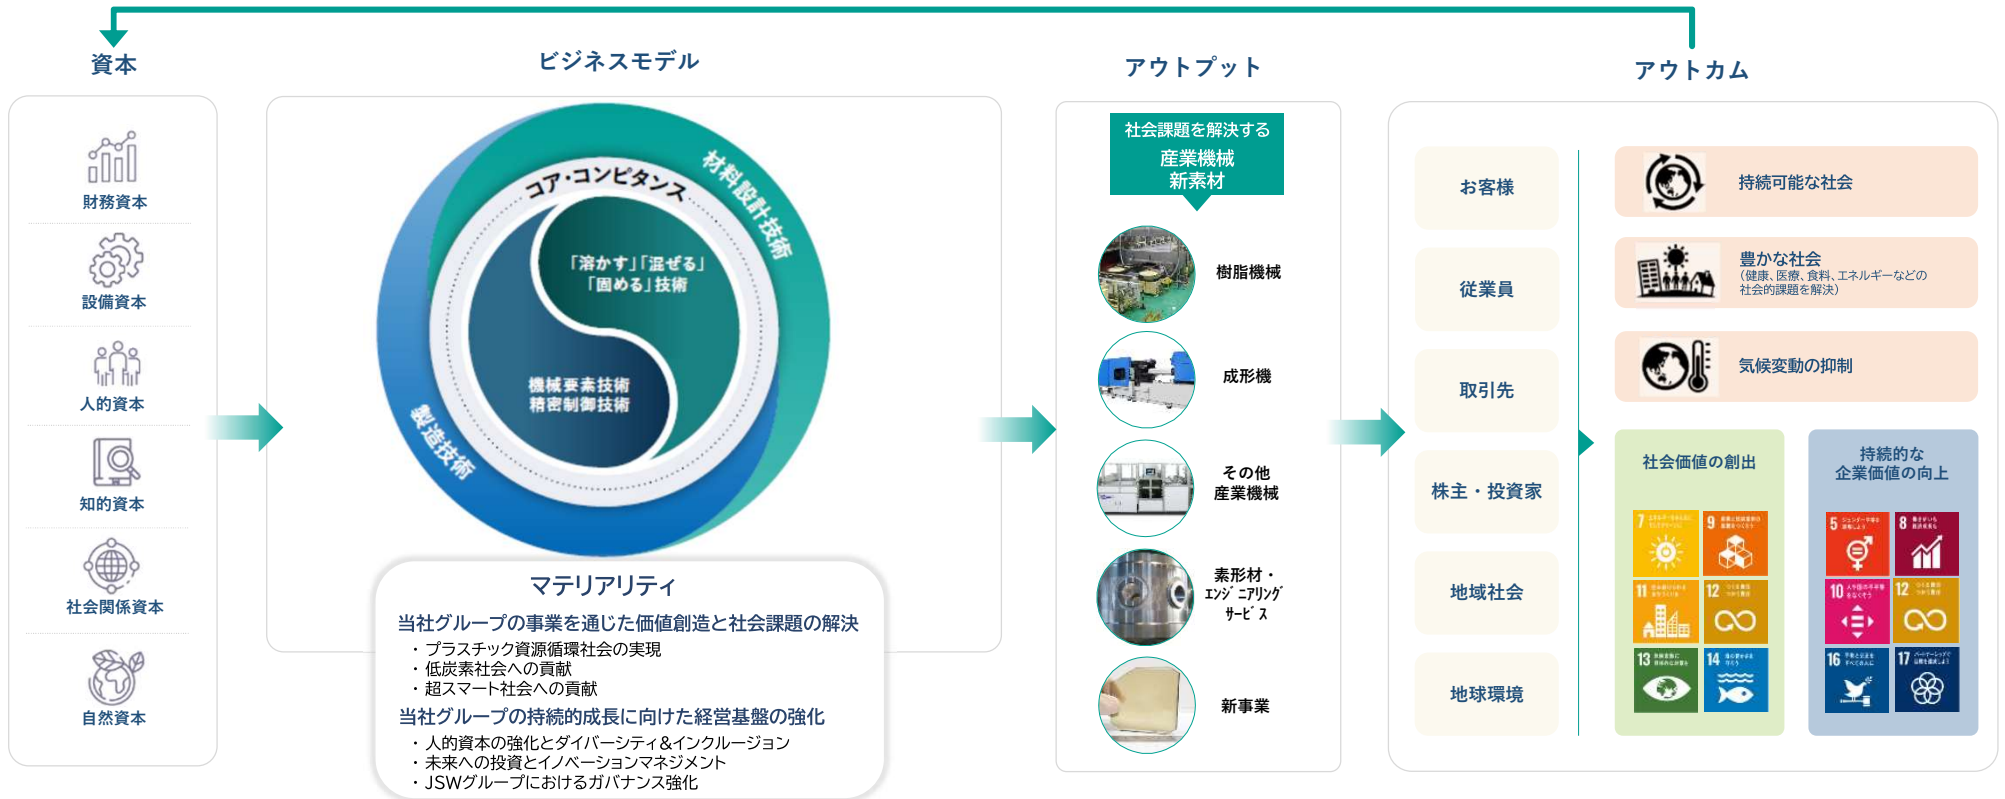 資本
財務資本
設備資本
人的資本
知的資本
社会関係資本
自然資本
ビジネスモデル
材料設計技術
コア・コンピタンス
「溶かす」「混ぜる」
「固める」技術
機械要素技術
精密制御技術
製造技術
マテリアリティ
当社グループの事業を通じた価値創造と社会課題の解決
・プラスチック資源循環社会の実現
・低炭素社会への貢献
・超スマート社会への貢献
当社グループの持続的成長に向けた経営基盤の強化
・人的資本の強化とダイバーシティ&インクルージョン
・未来への投資とイノベーションマネジメント
・JSWグループにおけるガバナンス強化
アウトプット
社会課題を解決する
産業機械
新素材
樹脂機械
成形機
その他
産業機械
素形材・
エンジニアリング
サービス
新事業
アウトカム
お客様
従業員
取引先
株主・投資家
地域社会
地球環境
持続可能な社会
豊かな社会
（健康、医療、食料、エネルギーなどの
社会的課題を解決）
気候変動の抑制
社会価値の創出
7
9
11
12
13
14
持続的な
企業価値の向上
5
8
10
12
16
17